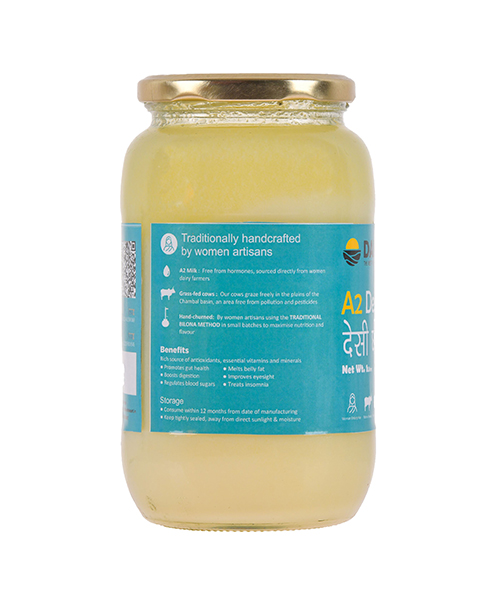 Traditionally handcrafted
by women artisans
A2 Milk : Free from hormones, sourced directly from women
dairy farmers
Grass-fed cows : Our cows graze freely in the plains of the
Chambal basin, an area free from pollution and pesticides
Hand-churned: By women artisans using the TRADITIONAL
BILONA METHOD in small batches to maximise nutrition and
flavour
Benefits
Rich source of antioxidants, essential vitamins and minerals
• Promotes gut health • Melts belly fat
• Boosts digestion • Improves eyesight
• Regulates blood sugars • Treats insomnia
Storage
• Consume within 12 months from date of manufacturing
• Keep tightly sealed, away from direct sunlight & moisture
A2
देसी
Net Wt.